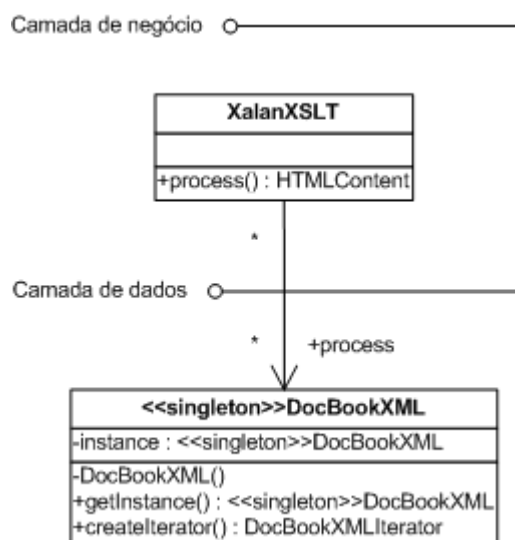 Camada de negócio
XalanXSLT
+process() : HTMLContent
*
Camada de dados
*
+process
<<singleton>>DocBookXML
-instance : <<singleton>>DocBookXML
-DocBookXML()
+getInstance() : <<singleton>>DocBookXML
+createIterator() : DocBookXMLIterator